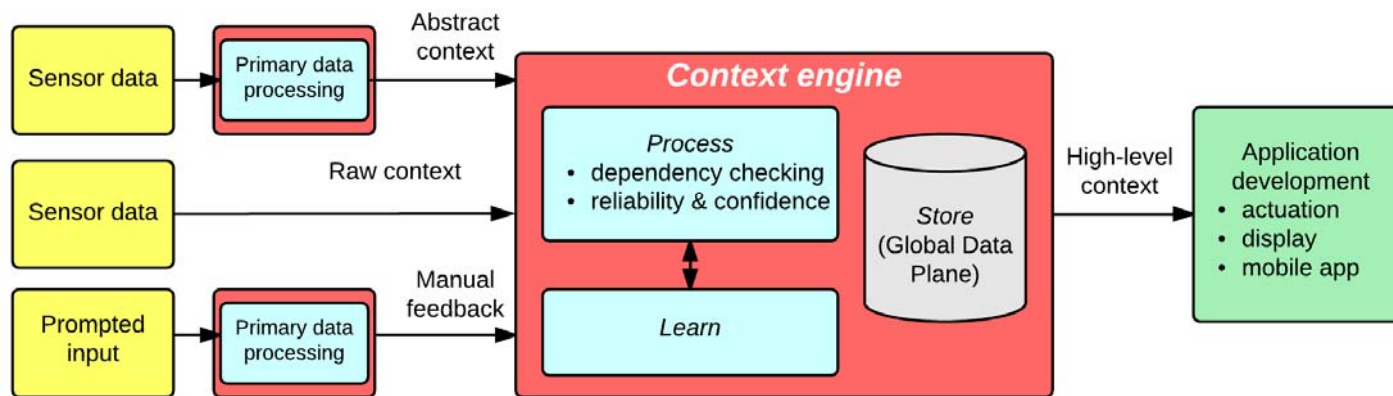 Sensor data
Primary data
processing
Abstract
context
Sensor data
Raw context
Prompted
input
Primary data
processing
Manual
feedback
Context engine
Process
• dependency checking
• reliability & confidence
Learn
Store
(Global Data
Plane)
High-level
context
Application
development
• actuation
• display
• mobile app